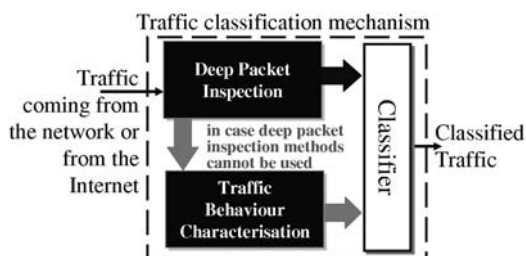 Traffic classification mechanism
Traffic
coming from
the network or
from the
Internet
Deep Packet
Inspection
in case deep packet
inspection methods
cannot be used
Traffic
Behaviour
Characterisation
Classifier
Classified
Traffic